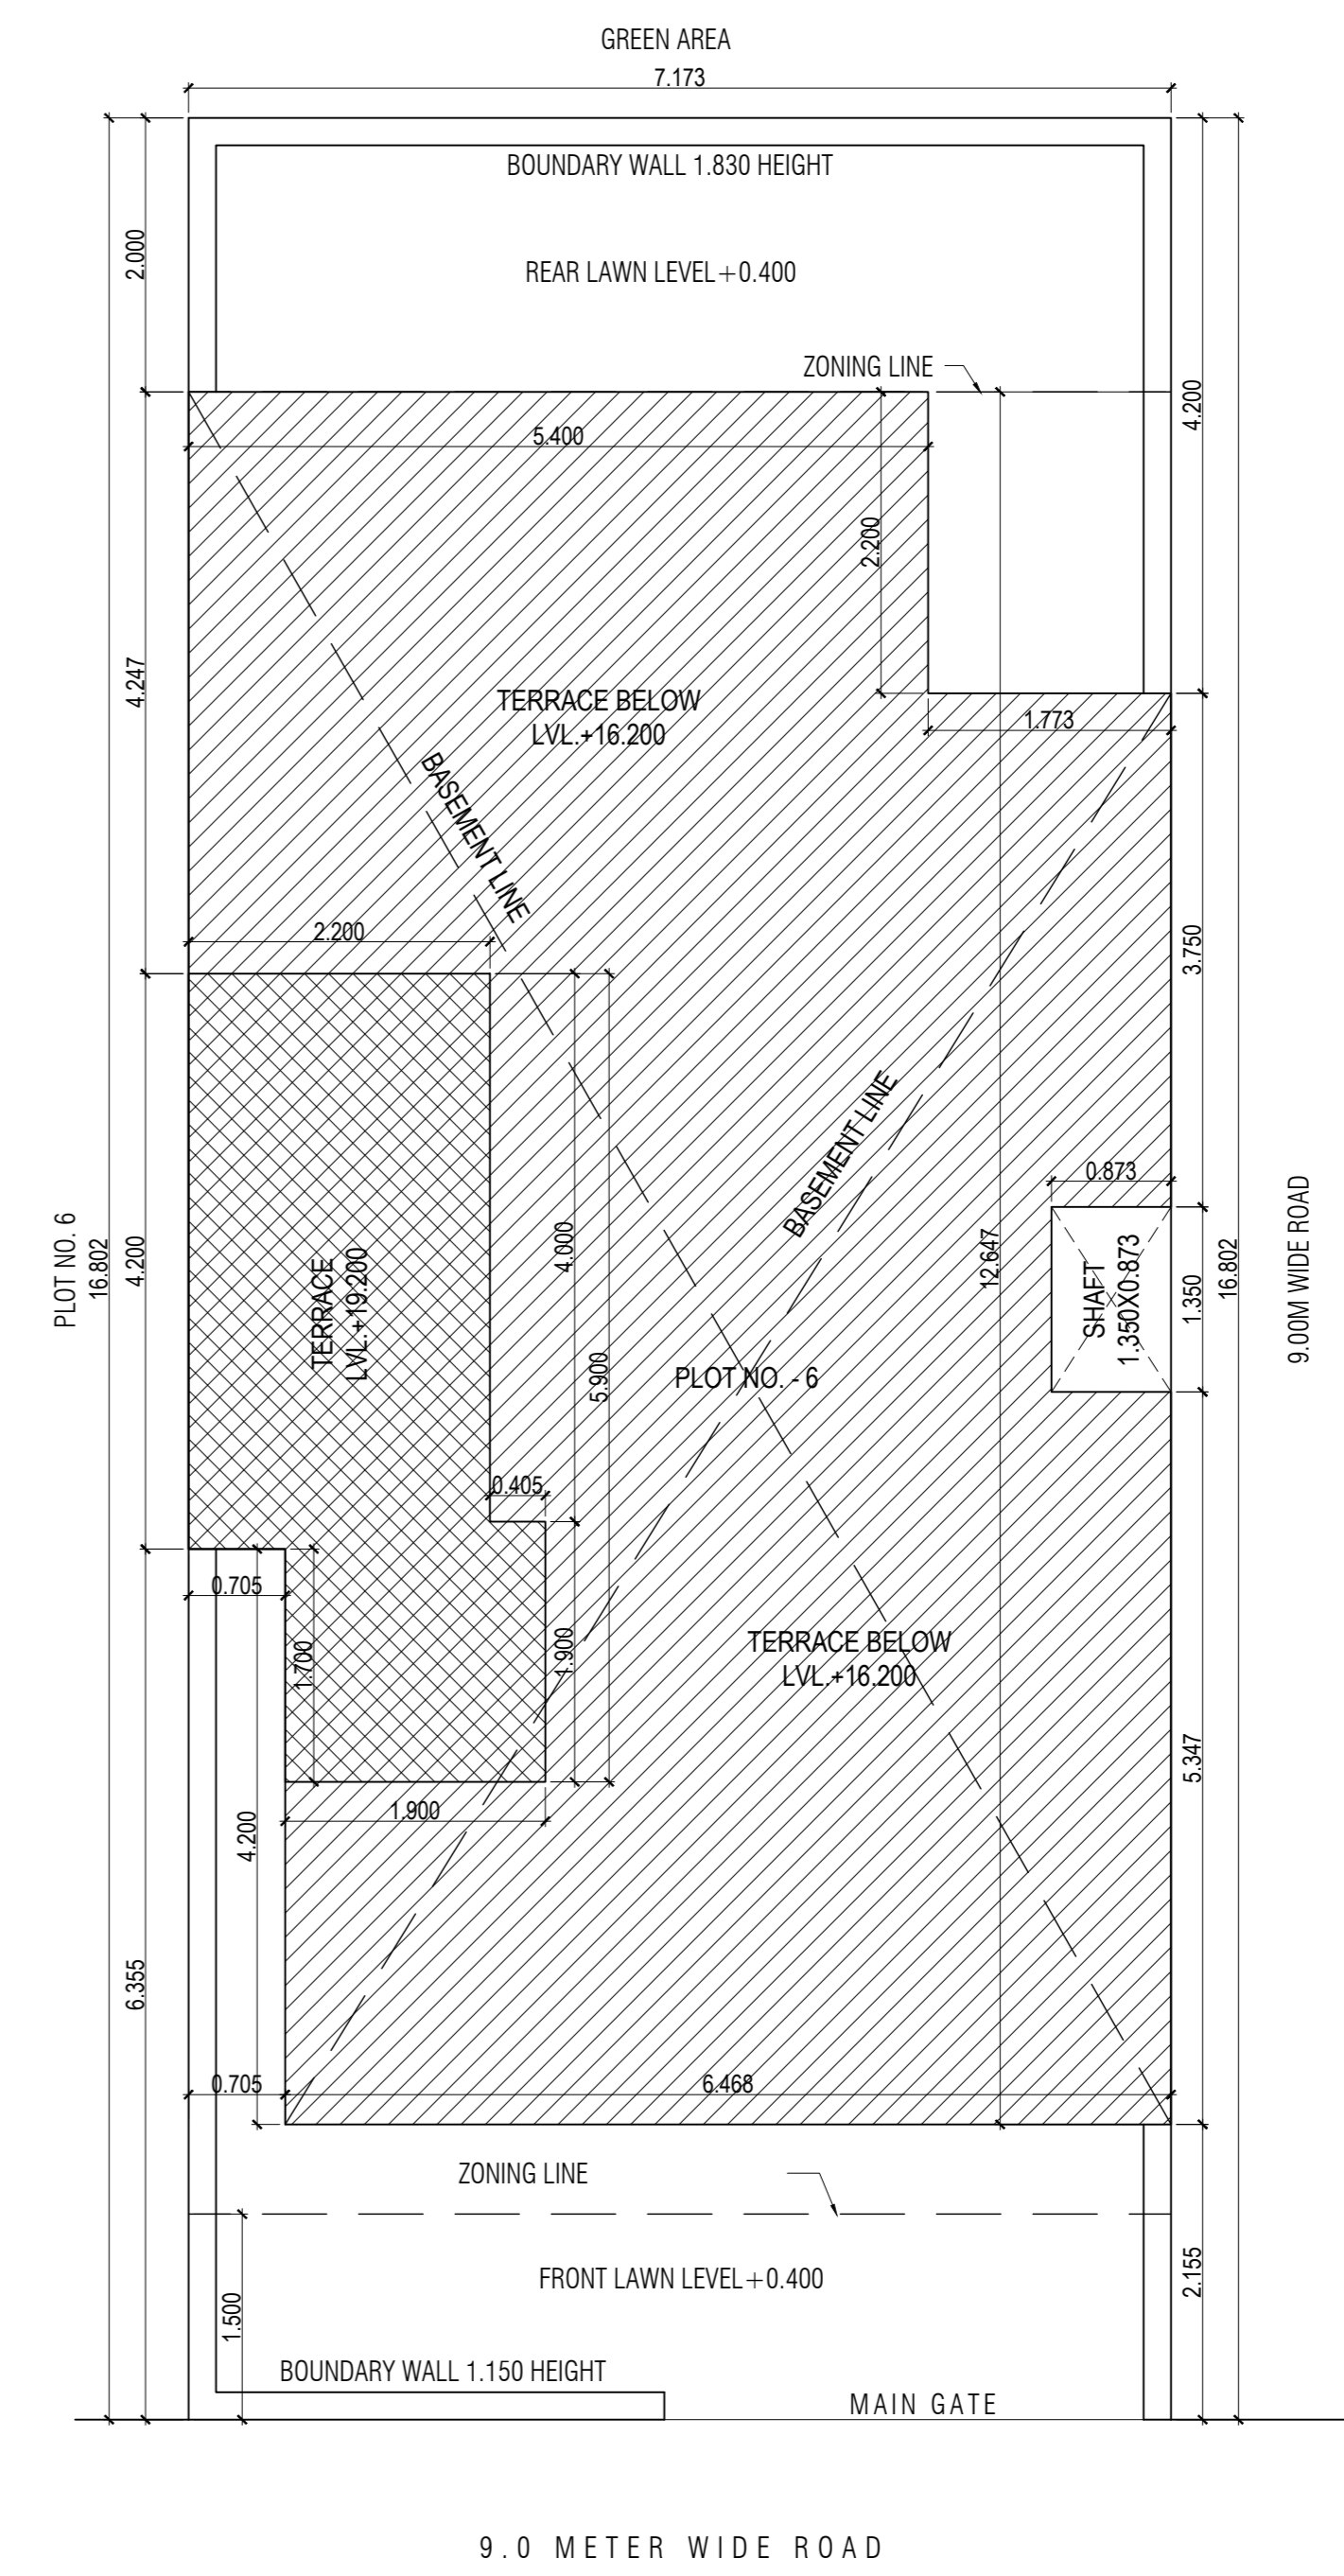 GREEN AREA
7.173
BOUNDARY WALL 1.830 HEIGHT
2.000
REAR LAWN LEVEL+0.400
ZONING LINE
4.200
5.400
2.200
4.247
TERRACE BELOW
LVL.+16.200
1.773
BASEMENT LINE
2.200
3.750
BASEMENT LINE
0.873
PLOT NO. 6
16.802
4.200
TERRACE
LVL.+19.200
4.000
12.647
SHAFT
1.350X0.873
1.350
16.802
9.00M WIDE ROAD
5.900
PLOT NO. - 6
0.405
0.705
1.700
1.900
TERRACE BELOW
LVL.+16.200
5.347
1.900
4.200
6.355
0.705
6.468
ZONING LINE
FRONT LAWN LEVEL+0.400
2.155
1.500
BOUNDARY WALL 1.150 HEIGHT
MAIN GATE
9.0 METER WIDE ROAD